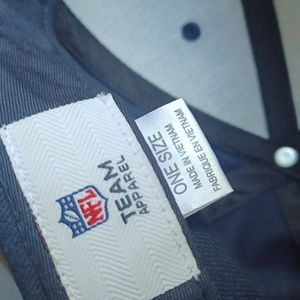 NFL
TEAM
APPAREL
ONE SIZE
MADE IN VIETNAM
FABRIQUE EN VIETNAM